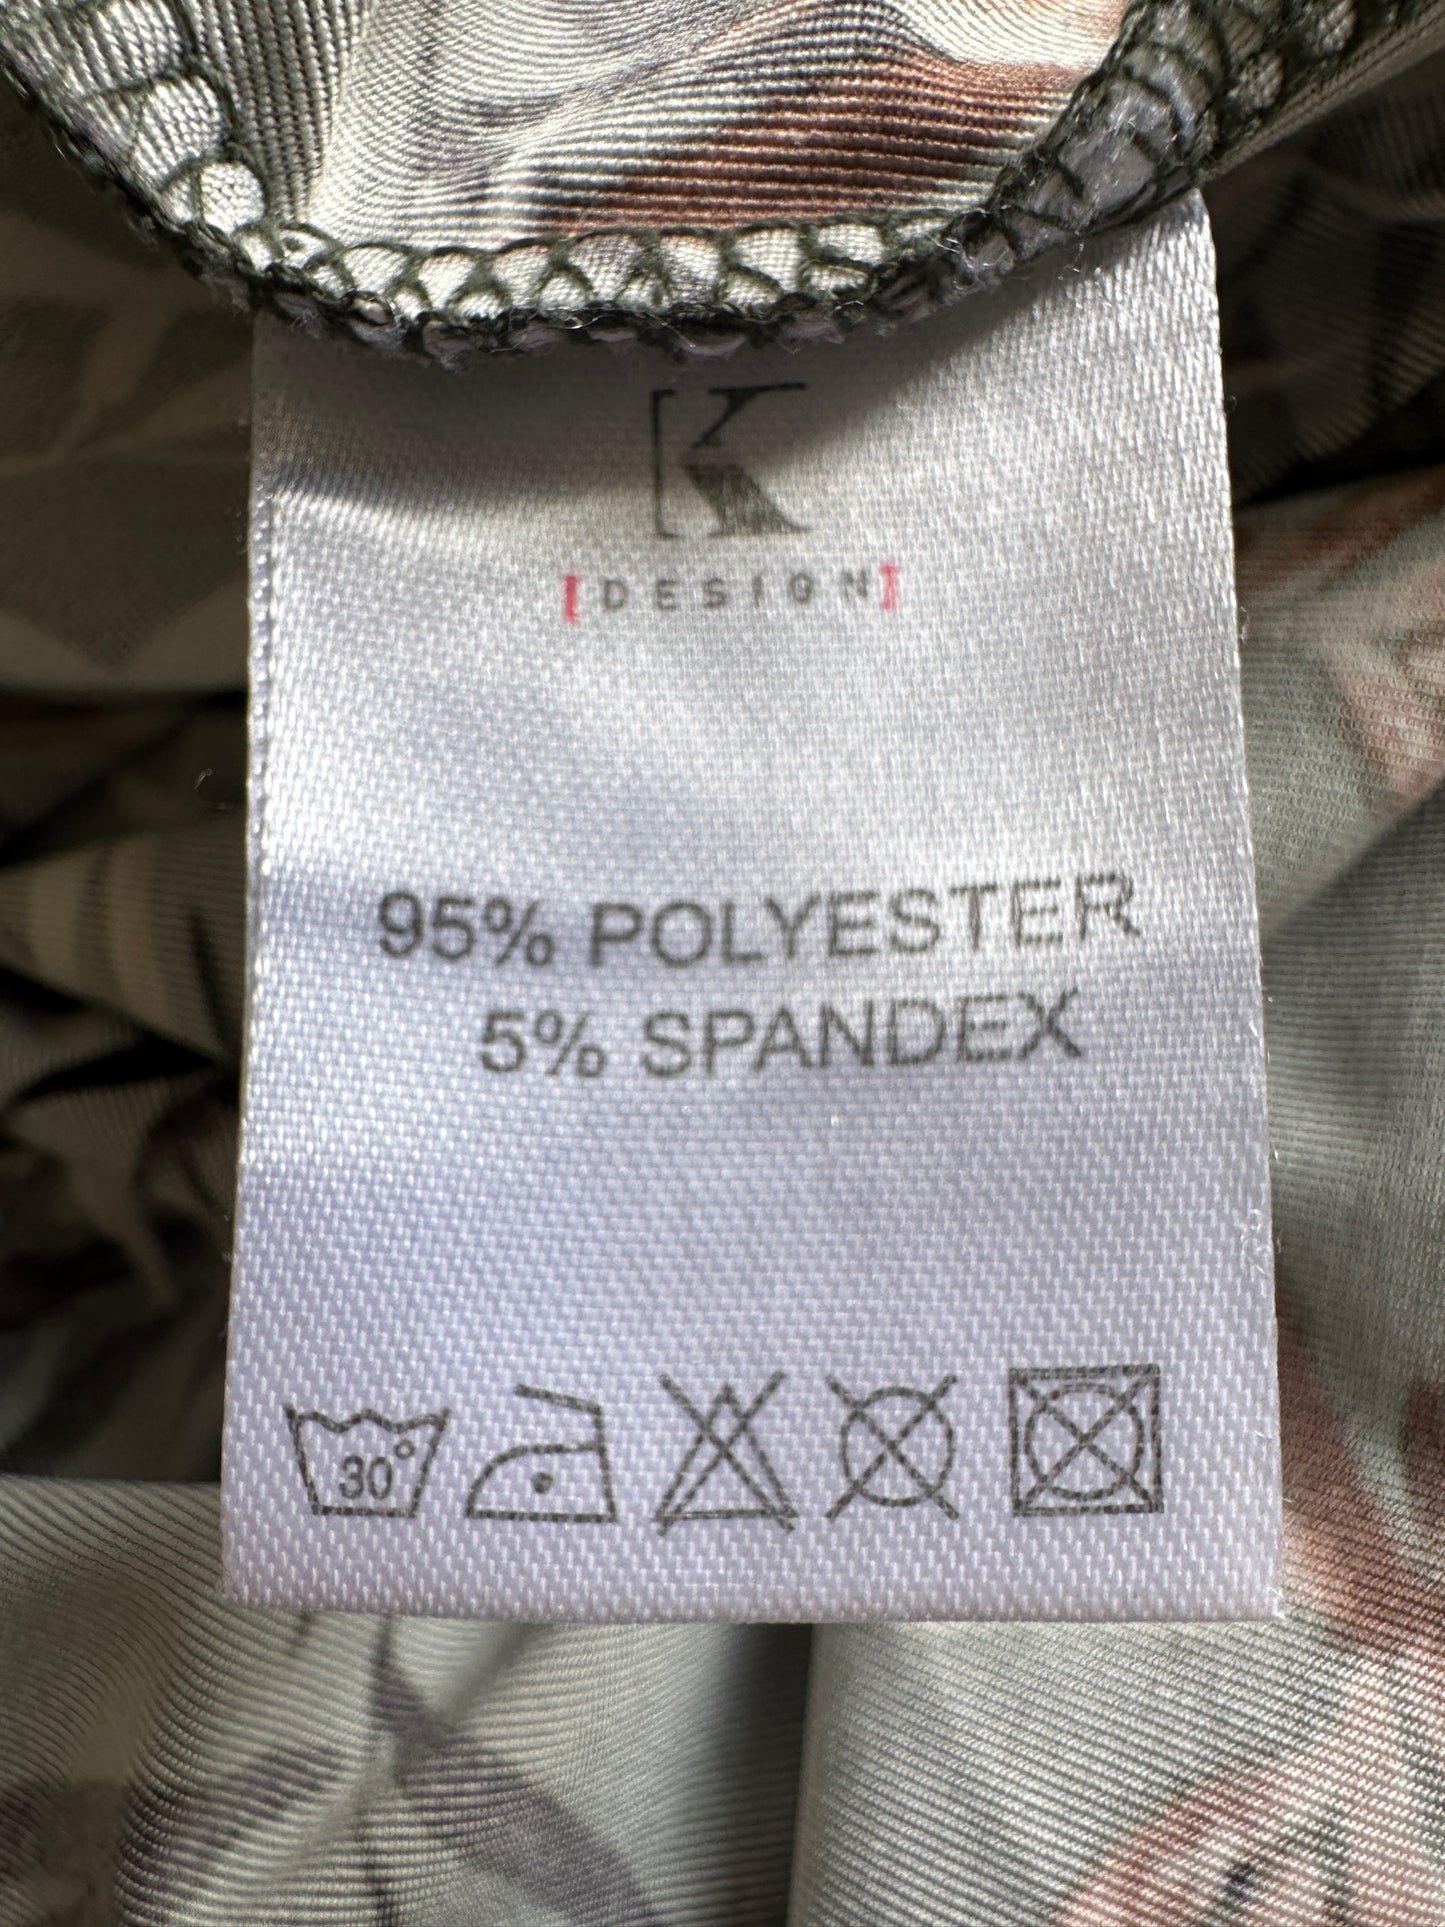 K
[DESIGN]
95% POLYESTER
5% SPANDEX
30°